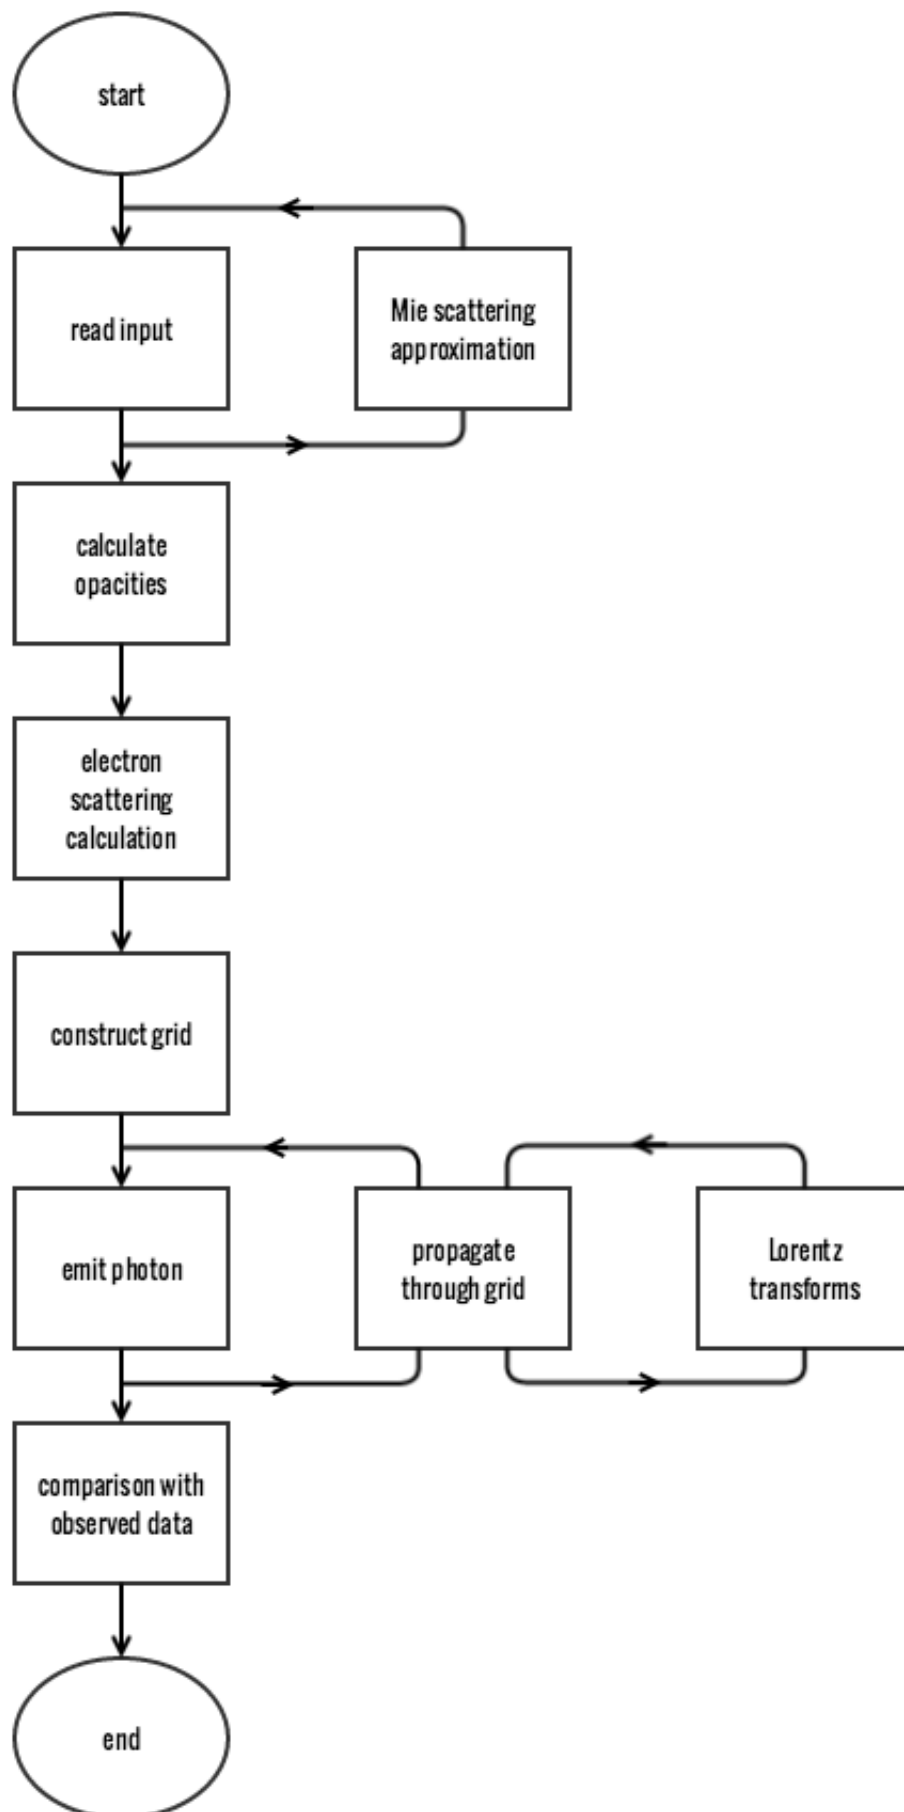 start
read input
Mie scattering
approximation
calculate
opacities
electron
scattering
calculation
construct grid
emit photon
propagate
through grid
Lorentz
transforms
comparison with
observed data
end